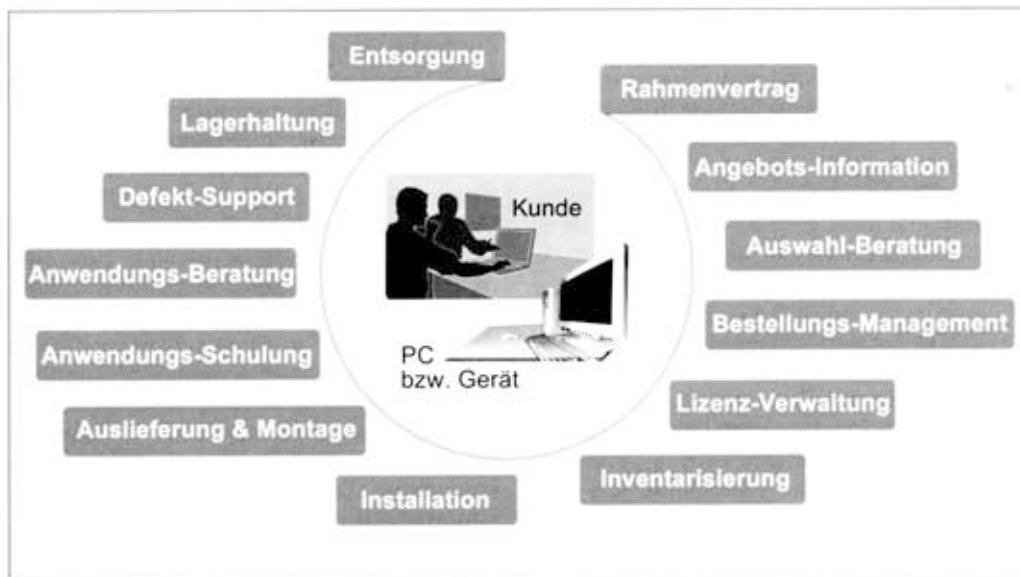 Entsorgung
Rahmenvertrag
Lagerhaltung
Angebots-Information
Defekt-Support
Kunde
Auswahl-Beratung
Anwendungs-Beratung
Bestellungs-Management
Anwendungs-Schulung
PC
bzw. Gerät
Lizenz-Verwaltung
Auslieferung & Montage
Inventarisierung
Installation